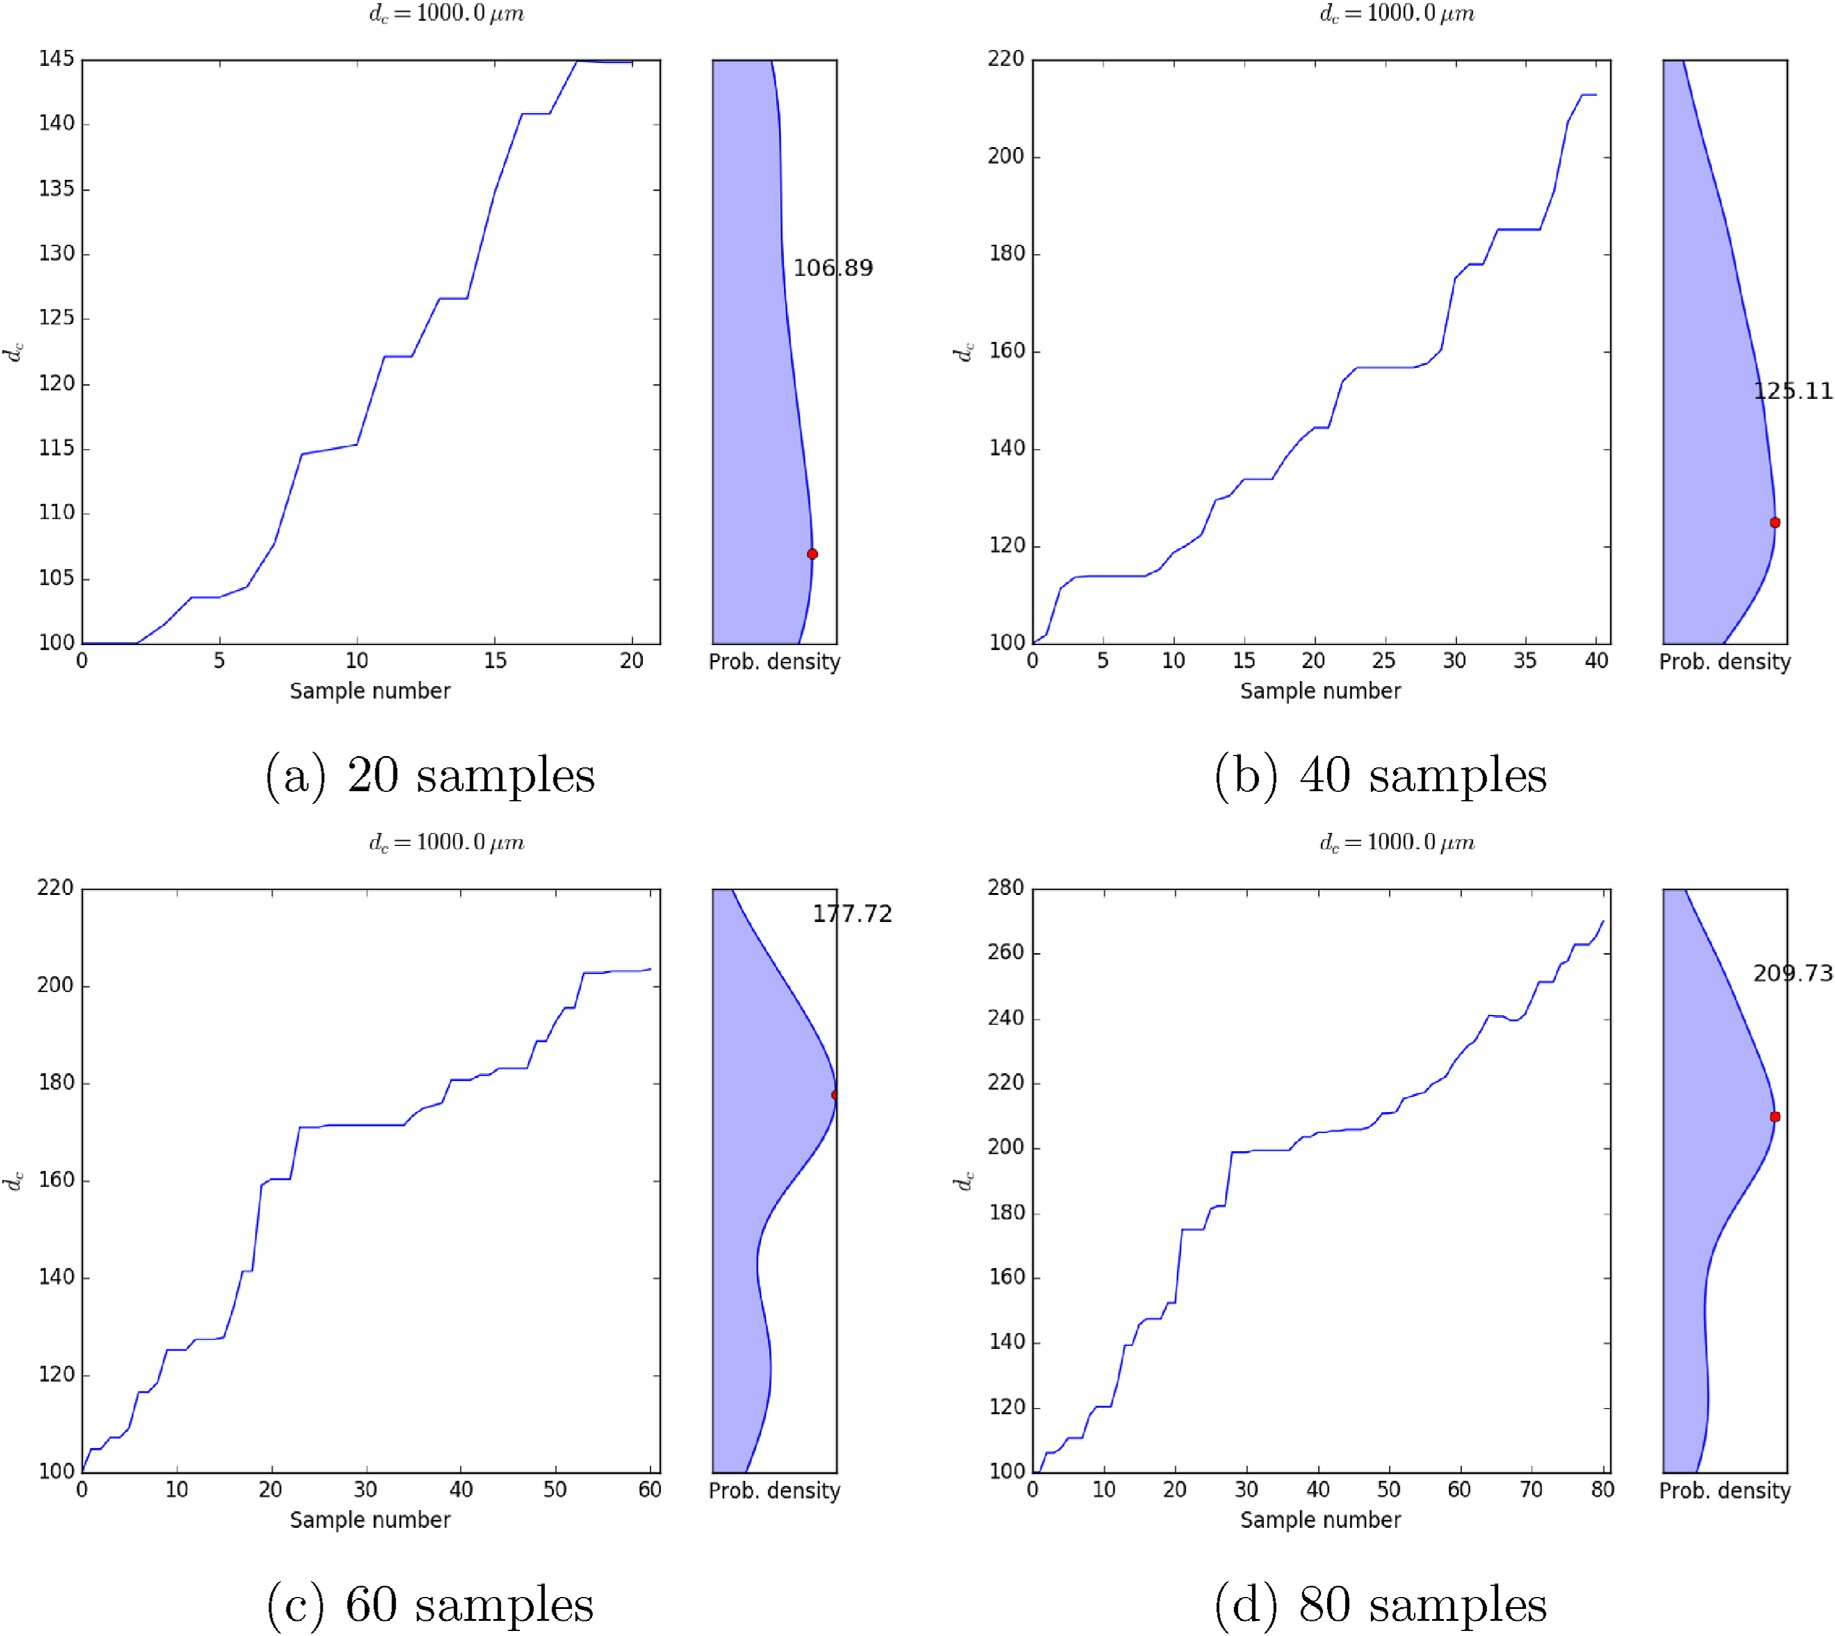 d_c = 1000.0 μm
145
140
135
130
125
120
115
110
105
100
d_c
0 5 10 15 20
Sample number
106.89
Prob. density
(a) 20 samples
d_c = 1000.0 μm
220
200
180
160
140
120
100
d_c
0 5 10 15 20 25 30 35 40
Sample number
125.11
Prob. density
(b) 40 samples
d_c = 1000.0 μm
220
200
180
160
140
120
100
d_c
0 10 20 30 40 50 60
Sample number
177.72
Prob. density
(c) 60 samples
d_c = 1000.0 μm
280
260
240
220
200
180
160
140
120
100
d_c
0 10 20 30 40 50 60 70 80
Sample number
209.73
Prob. density
(d) 80 samples